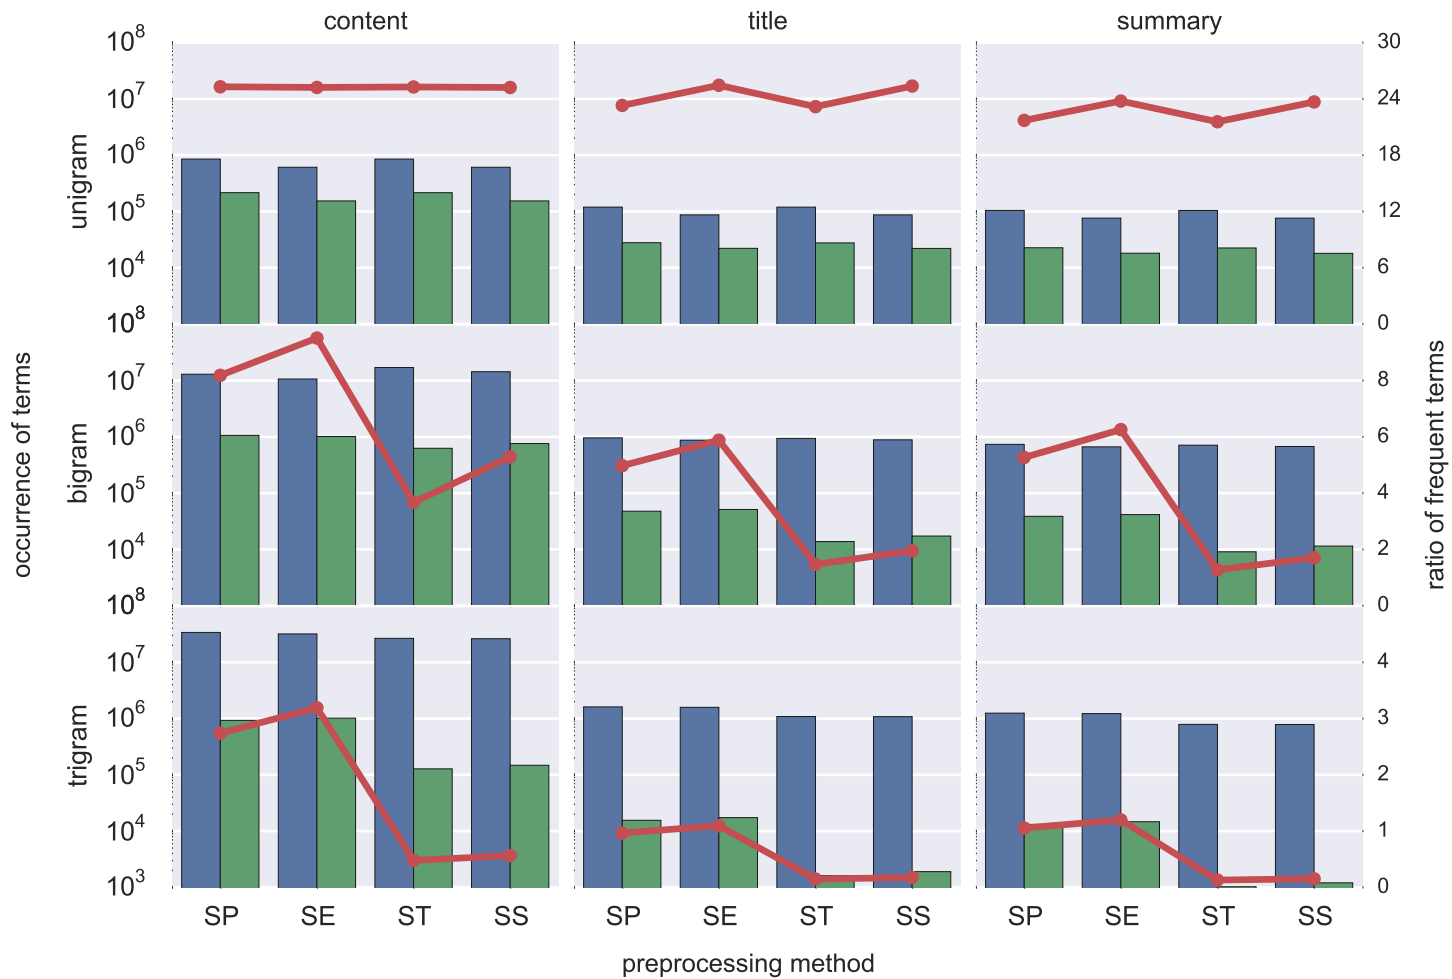 content title summary
10^8 30
10^7 24
10^6 18
unigram
10^5 12
10^4 6
10^8 0
10^7 8
10^6 6
bigram
10^5 4
10^4 2
10^8 0
10^7 4
10^6 3
trigram
10^5 2
10^4 1
10^3 0
occurrence of terms
ratio of frequent terms
SP SE ST SS SP SE ST SS SP SE ST SS
preprocessing method